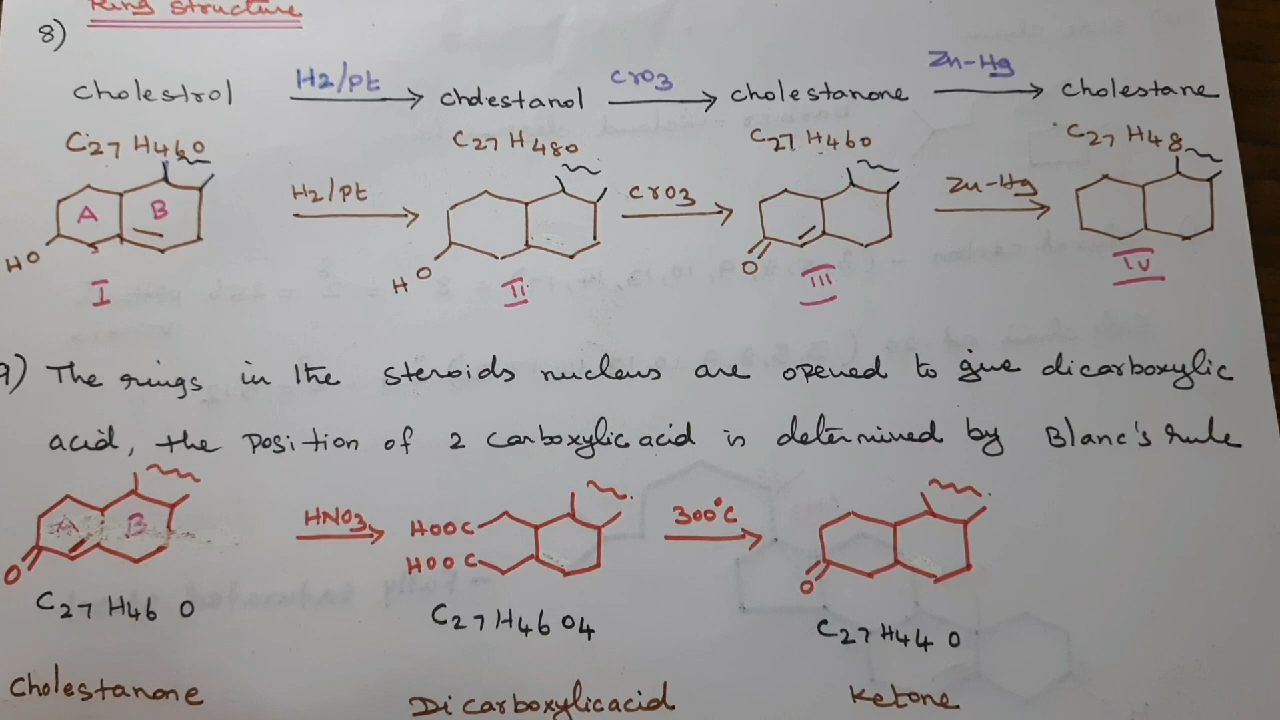 Ring structure
8)
cholestrol H2/pt cholestanol CrO3 cholestanone Zn-Hg cholestane
C27 H460 C27 H480 C27 H460 C27 H48
A B H2/pt CrO3 Zn-Hg
HO HO O
I II III IV
9) The rings in the steroids nucleus are opened to give dicarboxylic
acid, the position of 2 carboxylic acid is determined by Blanc's rule
A B HNO3 HOOC 300°C
O HOOC O
C27 H46 O C27 H46 O4 C27 H44 O
Cholestanone Dicarboxylicacid Ketone